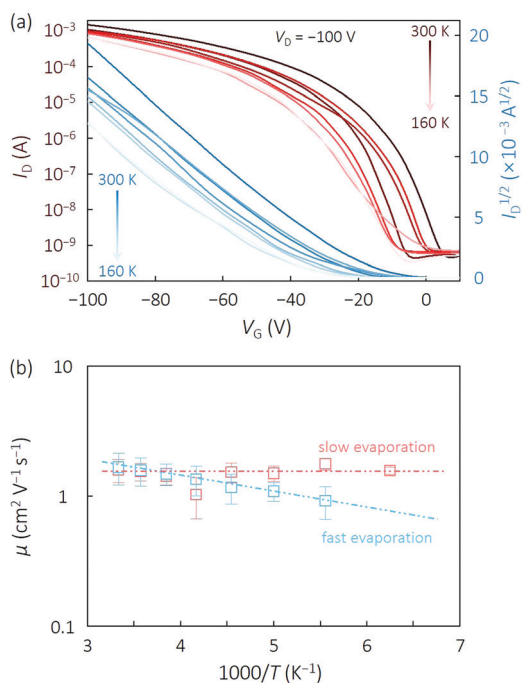 (a)
V_D = −100 V
300 K
160 K
300 K
160 K
10⁻³
10⁻⁴
10⁻⁵
10⁻⁶
10⁻⁷
10⁻⁸
10⁻⁹
10⁻¹⁰
I_D (A)
20
15
10
5
0
I_D^1/2 (×10⁻³ A^1/2)
−100 −80 −60 −40 −20 0
V_G (V)
(b)
10
1
0.1
μ (cm² V⁻¹ s⁻¹)
slow evaporation
fast evaporation
3 4 5 6 7
1000/T (K⁻¹)